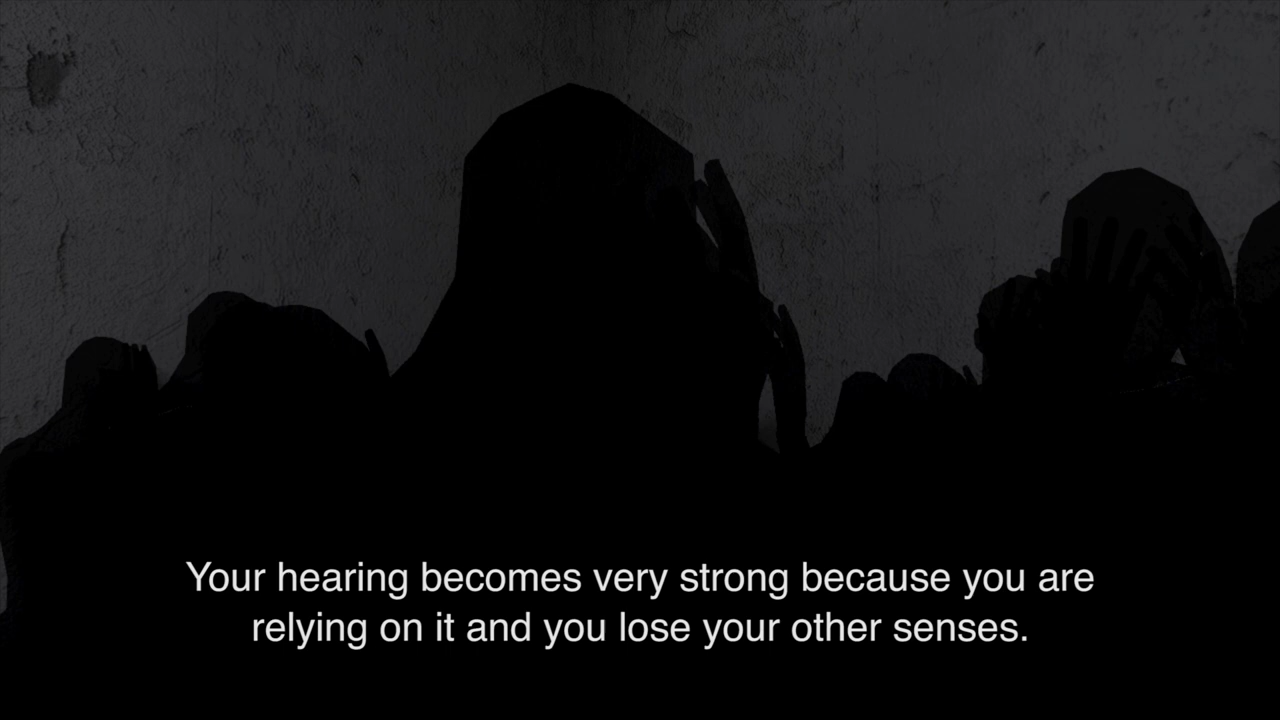 Your hearing becomes very strong because you are
relying on it and you lose your other senses.